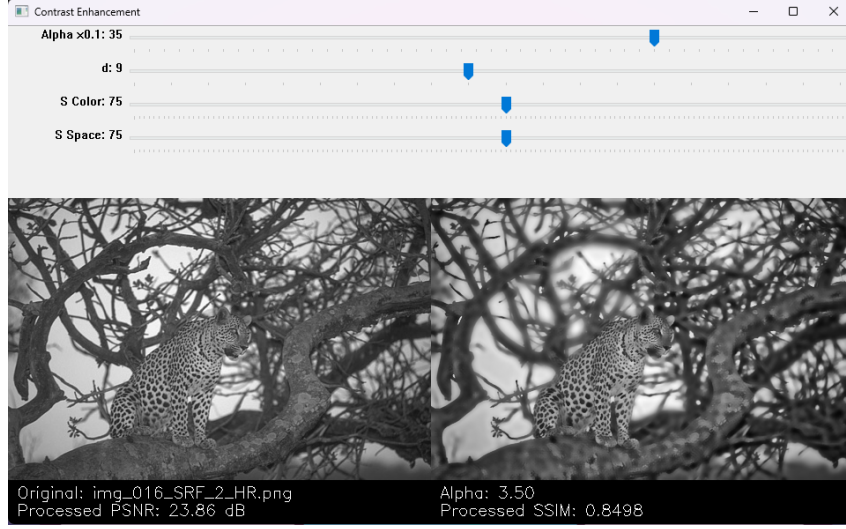 Contrast Enhancement
Alpha x0.1: 35
d: 9
S Color: 75
S Space: 75
Original: img_016_SRF_2_HR.png
Alpha: 3.50
Processed PSNR: 23.86 dB
Processed SSIM: 0.8498